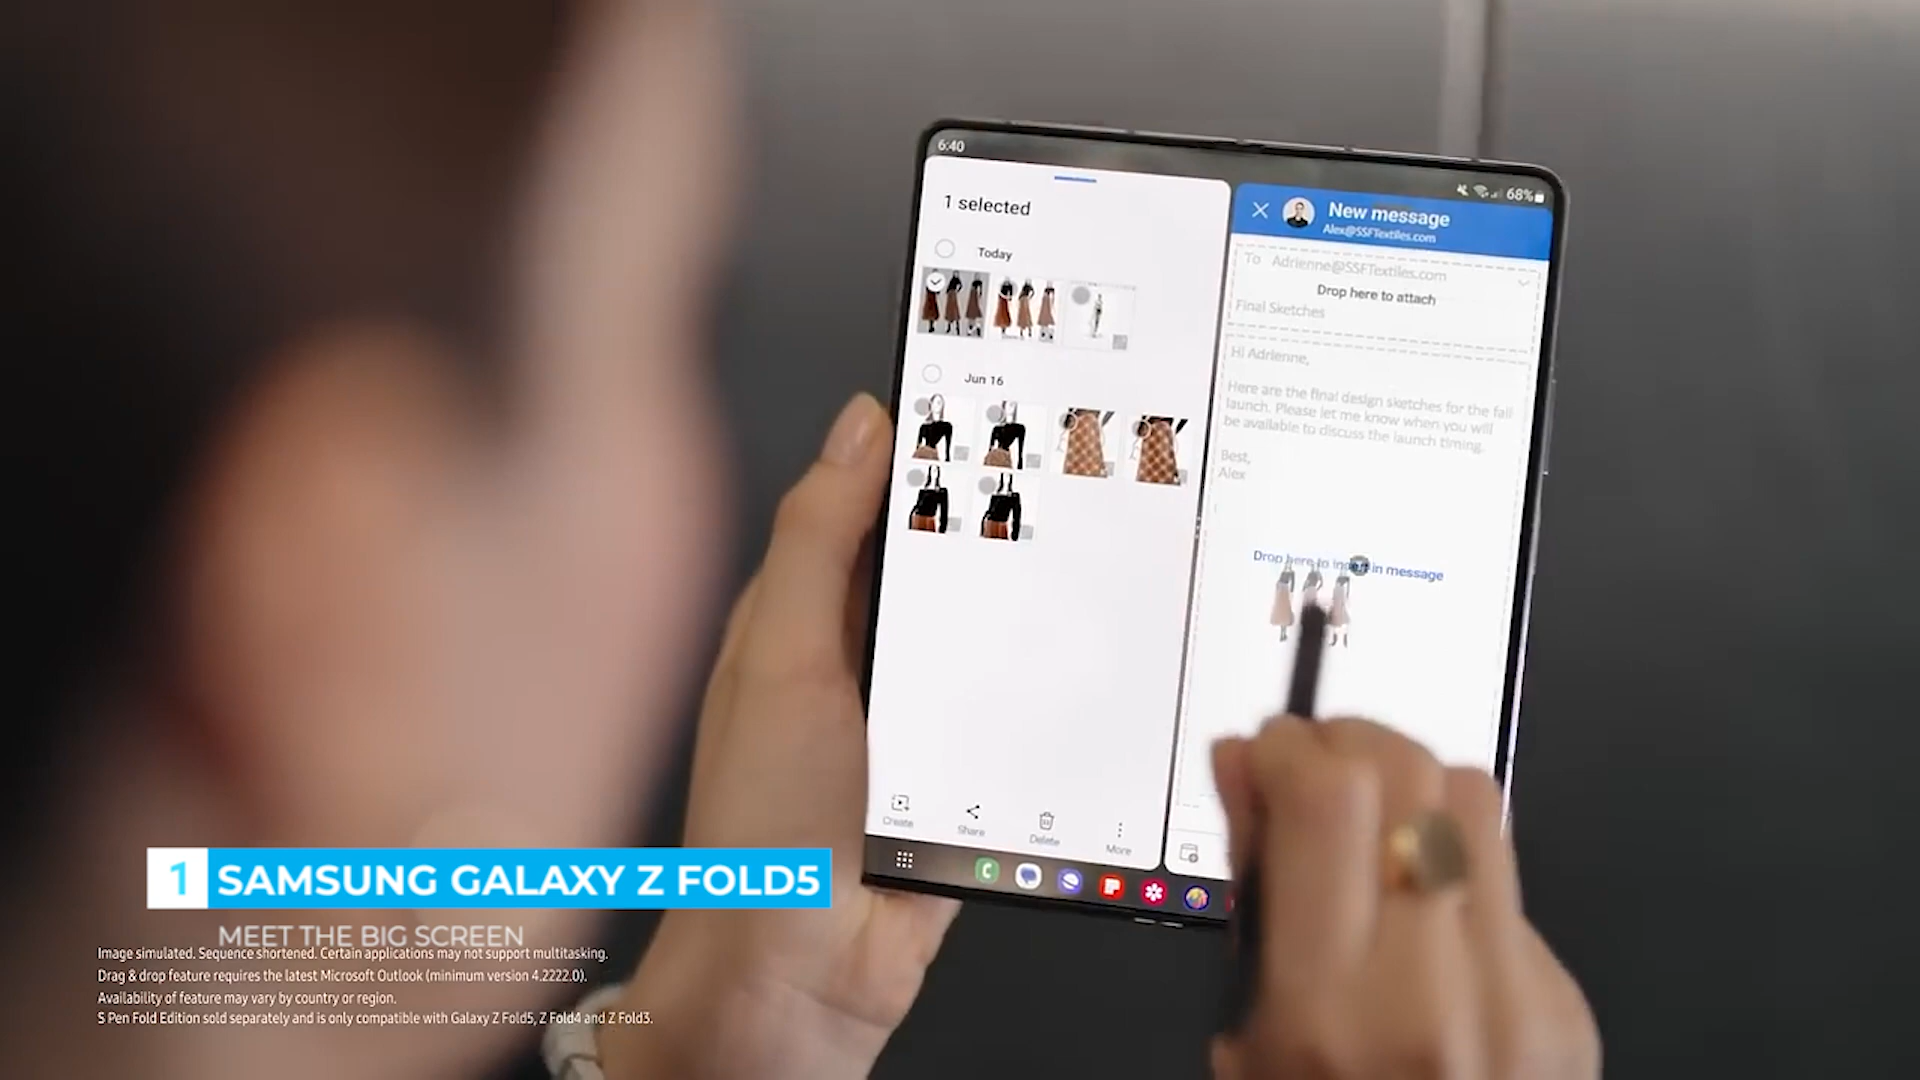 6:40
68%
1 selected
Today
Jun 16
Create
Share
Delete
More
New message
Alex@SSFTextiles.com
To Adrienne@SSFTextiles.com
Drop here to attach
Final Sketches
Hi Adrienne,
Here are the final design sketches for the fall
launch. Please let me know when you will
be available to discuss the launch timing.
Best,
Alex
Drop here to insert in message
1 SAMSUNG GALAXY Z FOLD5
MEET THE BIG SCREEN
Image simulated. Sequence shortened. Certain applications may not support multitasking.
Drag & drop feature requires the latest Microsoft Outlook (minimum version 4.2222.0).
Availability of feature may vary by country or region.
S Pen Fold Edition sold separately and is only compatible with Galaxy Z Fold5, Z Fold4 and Z Fold3.